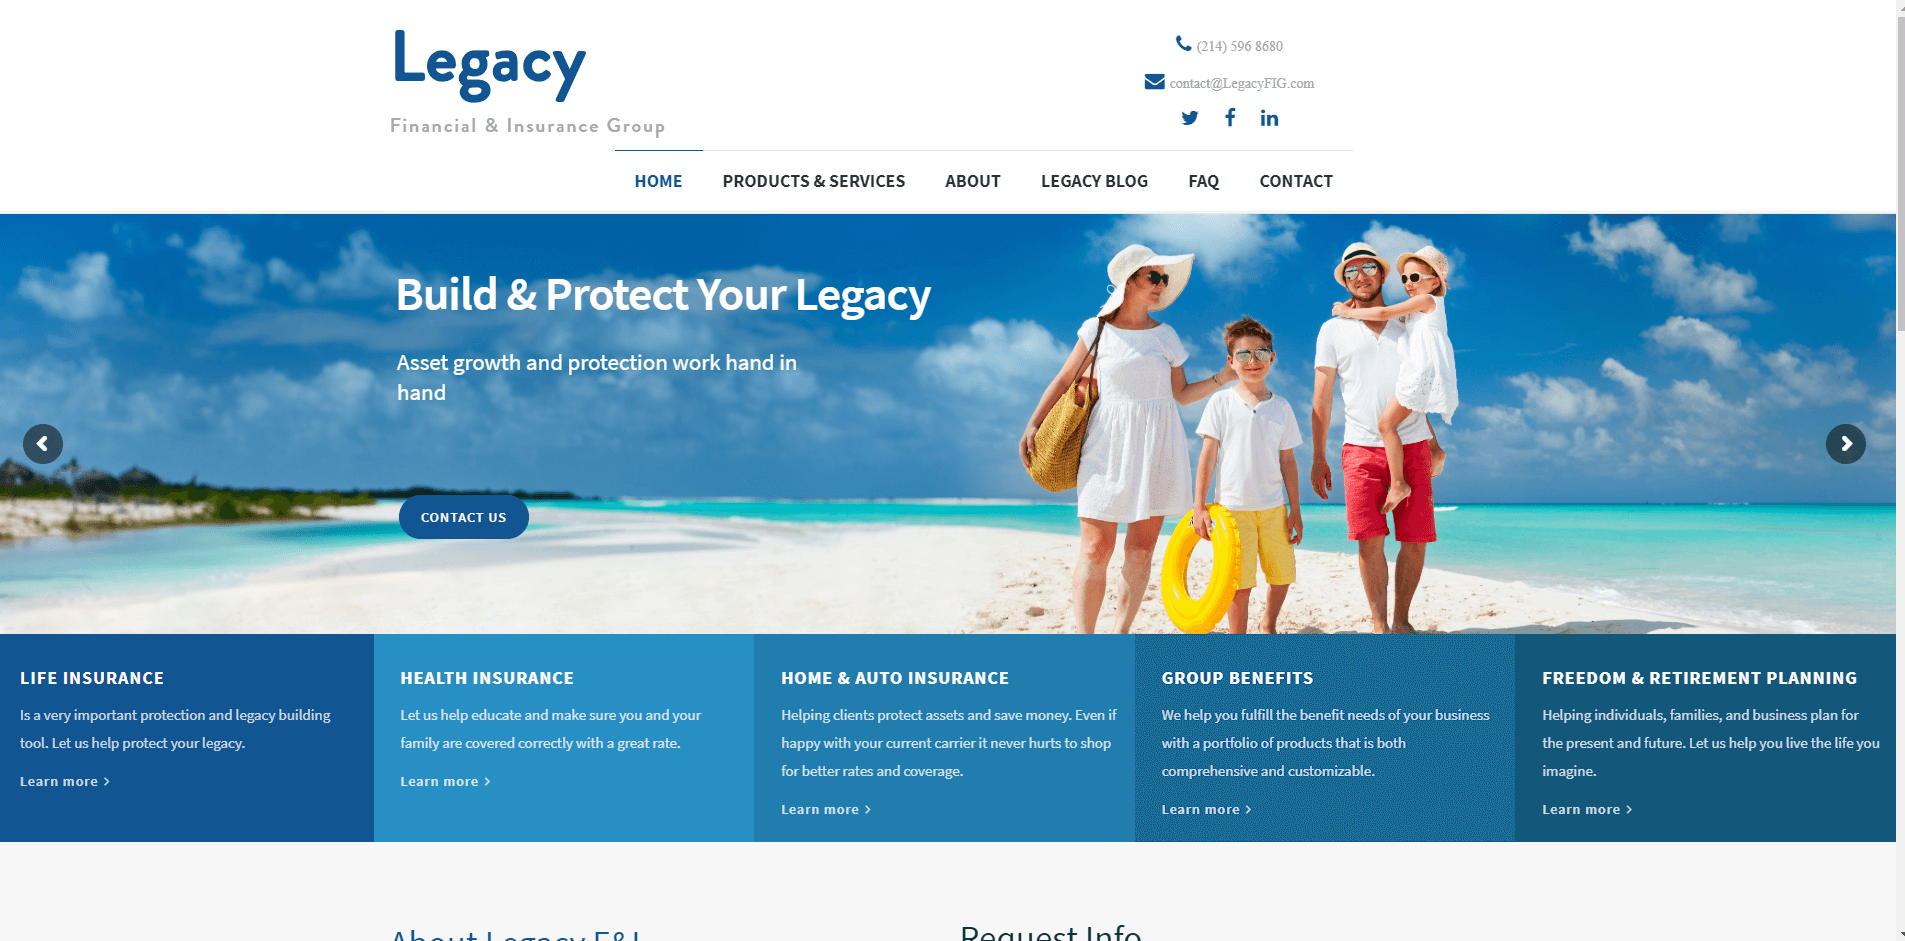 Legacy
Financial & Insurance Group
(214) 596 8680
contact@LegacyFIG.com
HOME PRODUCTS & SERVICES ABOUT LEGACY BLOG FAQ CONTACT
Build & Protect Your Legacy
Asset growth and protection work hand in
hand
CONTACT US
LIFE INSURANCE
Is a very important protection and legacy building
tool. Let us help protect your legacy.
Learn more >
HEALTH INSURANCE
Let us help educate and make sure you and your
family are covered correctly with a great rate.
Learn more >
HOME & AUTO INSURANCE
Helping clients protect assets and save money. Even if
happy with your current carrier it never hurts to shop
for better rates and coverage.
Learn more >
GROUP BENEFITS
We help you fulfill the benefit needs of your business
with a portfolio of products that is both
comprehensive and customizable.
Learn more >
FREEDOM & RETIREMENT PLANNING
Helping individuals, families, and business plan for
the present and future. Let us help you live the life you
imagine.
Learn more >
About Legacy F&I
Request Info